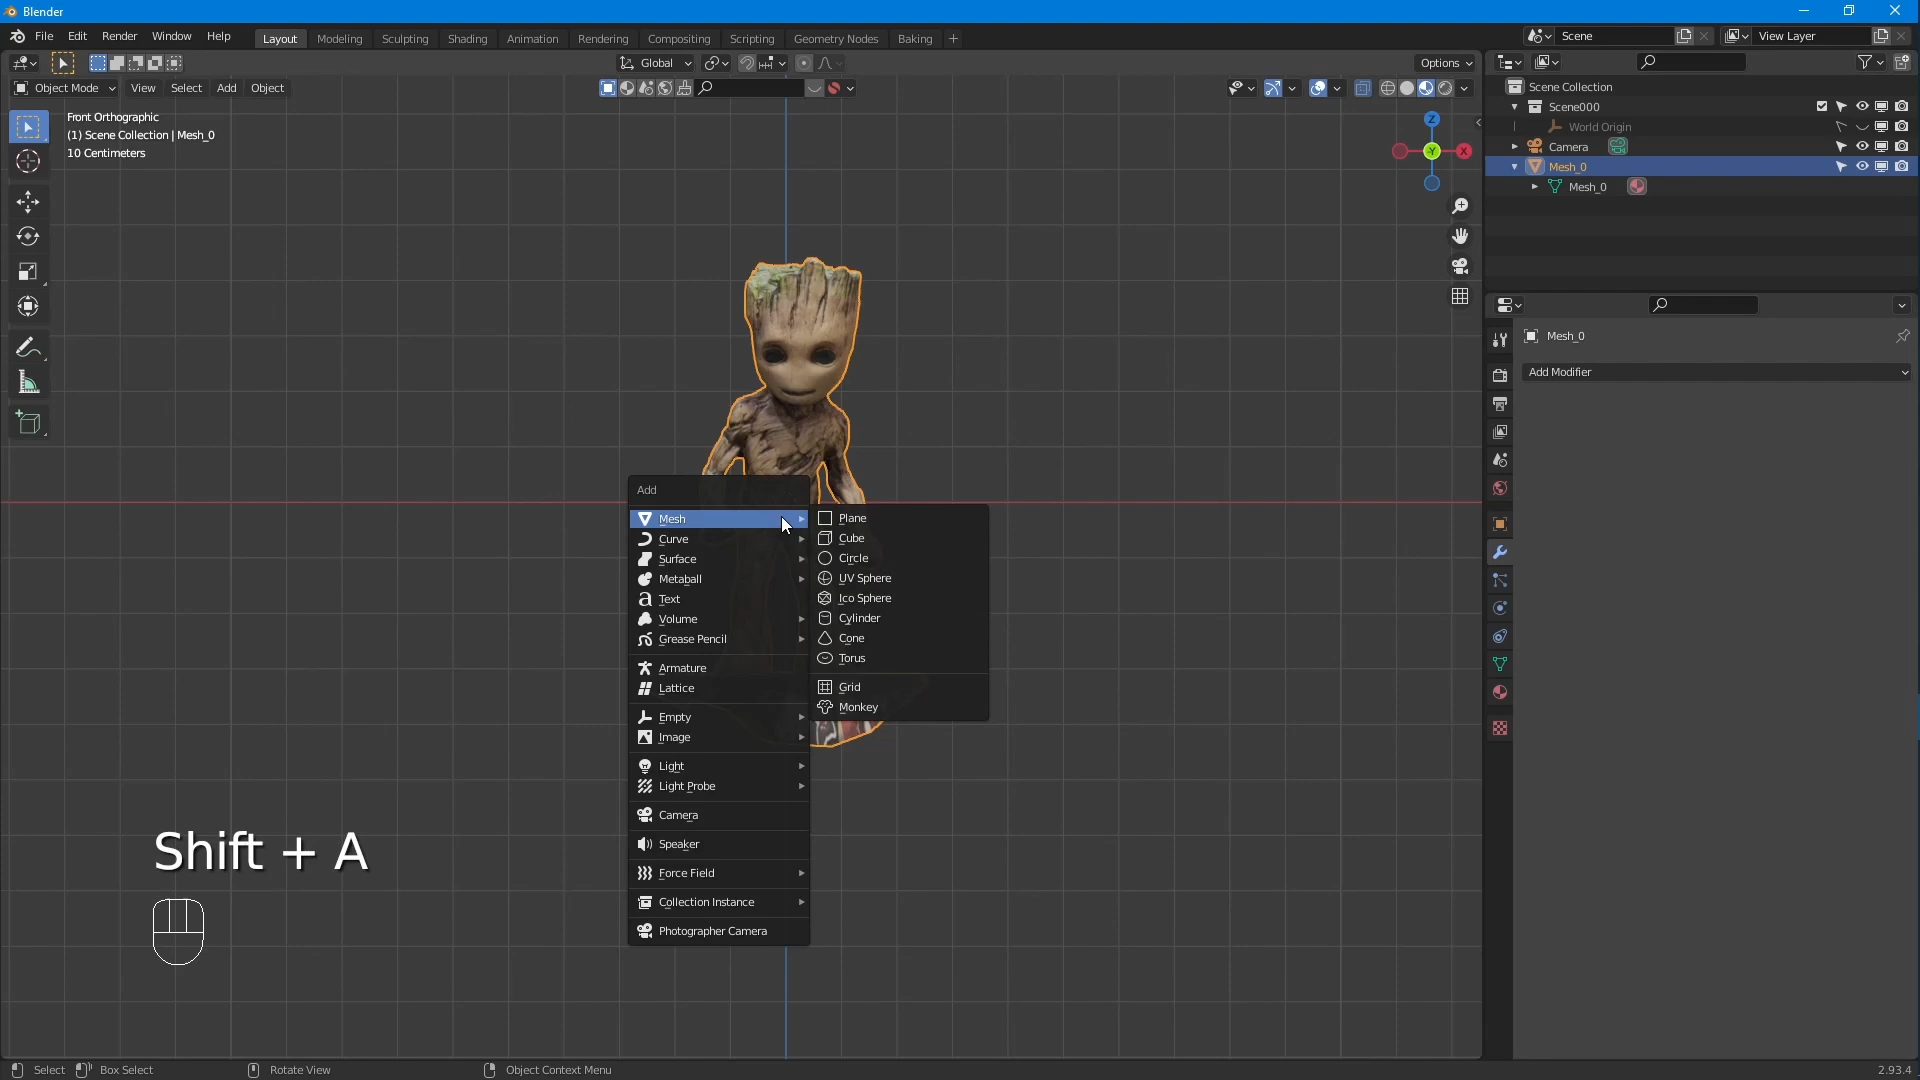 Blender
File Edit Render Window Help
Layout Modeling Sculpting Shading Animation Rendering Compositing Scripting Geometry Nodes Baking +
Scene
View Layer
Global
Options
Object Mode View Select Add Object
Front Orthographic
(1) Scene Collection | Mesh_0
10 Centimeters
Z
Y
X
Scene Collection
Scene000
World Origin
Camera
Mesh_0
Mesh_0
Mesh_0
Add Modifier
Add
Mesh
Curve
Surface
Metaball
Text
Volume
Grease Pencil
Armature
Lattice
Empty
Image
Light
Light Probe
Camera
Speaker
Force Field
Collection Instance
Photographer Camera
Plane
Cube
Circle
UV Sphere
Ico Sphere
Cylinder
Cone
Torus
Grid
Monkey
Shift + A
Select Box Select Rotate View Object Context Menu 2.93.4